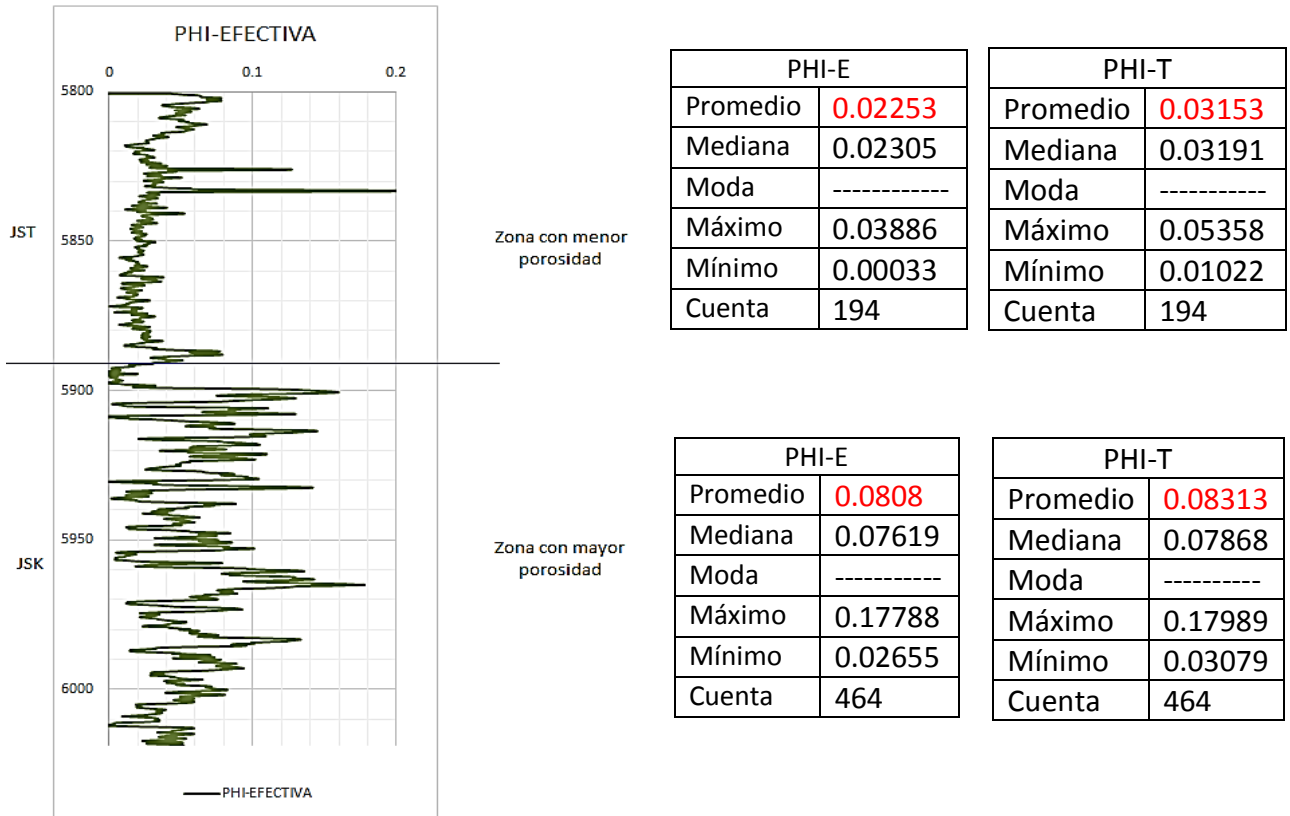 PHI-EFECTIVA
0 0.1 0.2
5800
5850
5900
5950
6000
JST
JSK
PHI-EFECTIVA
Zona con menor
porosidad
Zona con mayor
porosidad
PHI-E
Promedio 0.02253
Mediana 0.02305
Moda -------------
Máximo 0.03886
Mínimo 0.00033
Cuenta 194
PHI-T
Promedio 0.03153
Mediana 0.03191
Moda -----------
Máximo 0.05358
Mínimo 0.01022
Cuenta 194
PHI-E
Promedio 0.0808
Mediana 0.07619
Moda -----------
Máximo 0.17788
Mínimo 0.02655
Cuenta 464
PHI-T
Promedio 0.08313
Mediana 0.07868
Moda ----------
Máximo 0.17989
Mínimo 0.03079
Cuenta 464